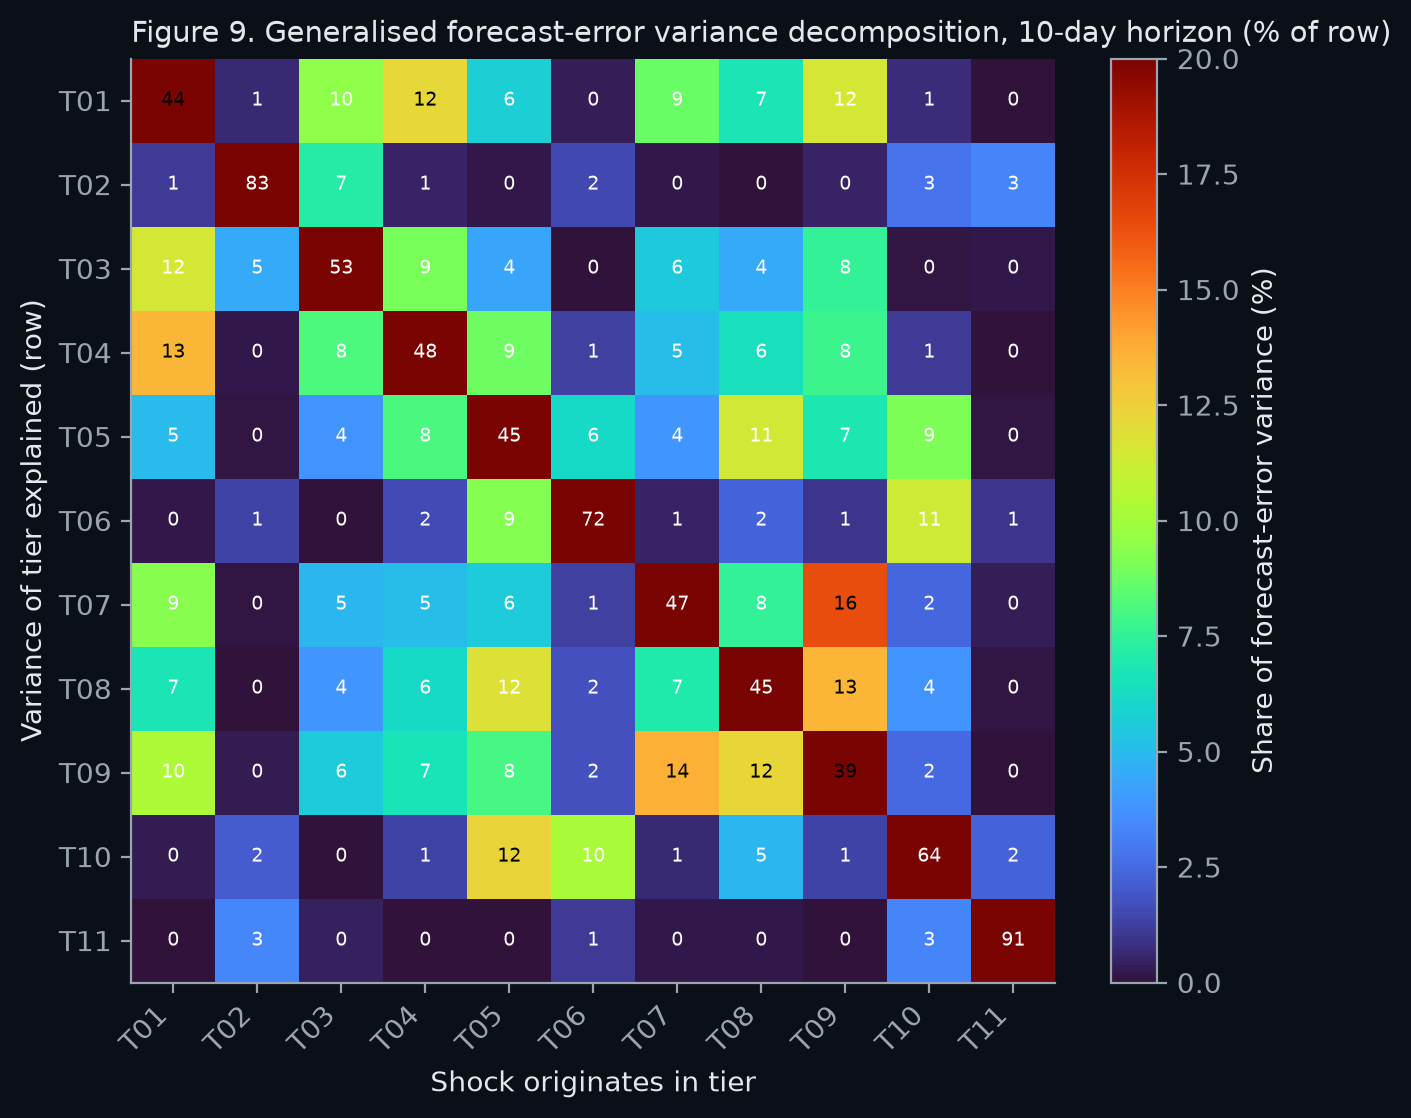 Figure 9. Generalised forecast-error variance decomposition, 10-day horizon (% of row)
Variance of tier explained (row)
T01 44 1 10 12 6 0 9 7 12 1 0
T02 1 83 7 1 0 2 0 0 0 3 3
T03 12 5 53 9 4 0 6 4 8 0 0
T04 13 0 8 48 9 1 5 6 8 1 0
T05 5 0 4 8 45 6 4 11 7 9 0
T06 0 1 0 2 9 72 1 2 1 11 1
T07 9 0 5 5 6 1 47 8 16 2 0
T08 7 0 4 6 12 2 7 45 13 4 0
T09 10 0 6 7 8 2 14 12 39 2 0
T10 0 2 0 1 12 10 1 5 1 64 2
T11 0 3 0 0 0 1 0 0 0 3 91
T01 T02 T03 T04 T05 T06 T07 T08 T09 T10 T11
Shock originates in tier
20.0
17.5
15.0
12.5
10.0
7.5
5.0
2.5
0.0
Share of forecast-error variance (%)